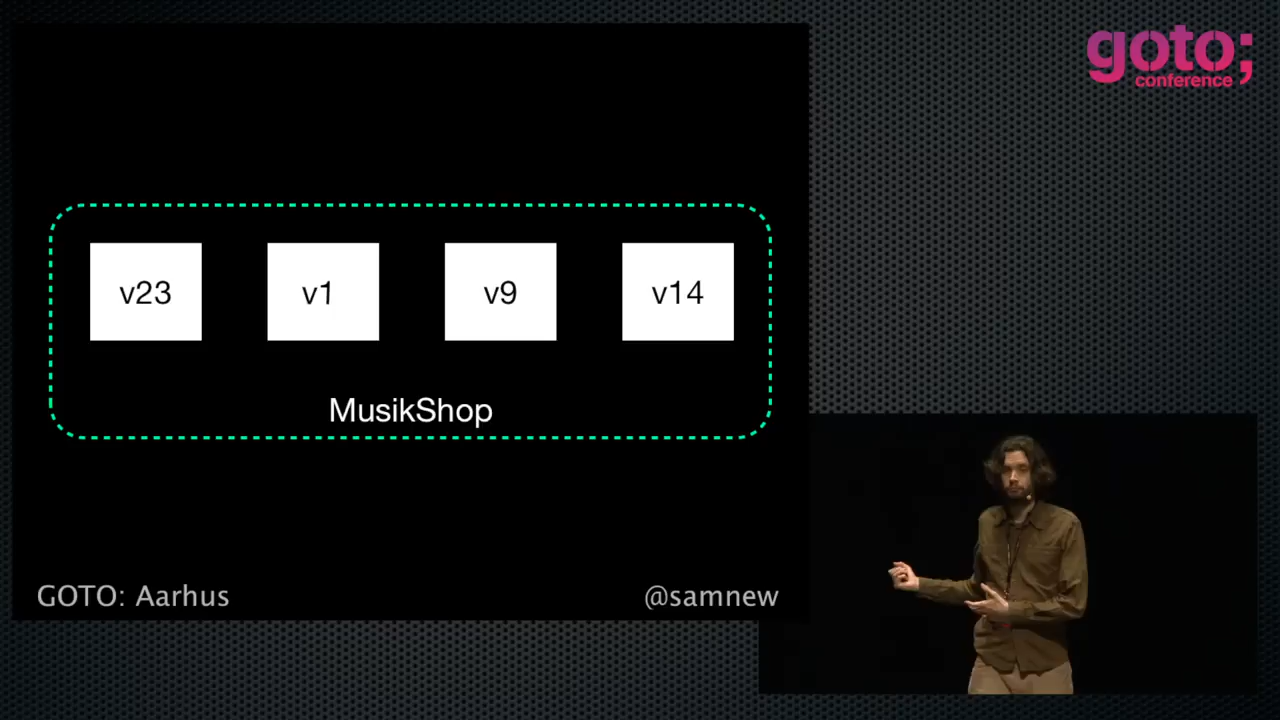 goto;
conference
v23
v1
v9
v14
MusikShop
GOTO: Aarhus
@samnew